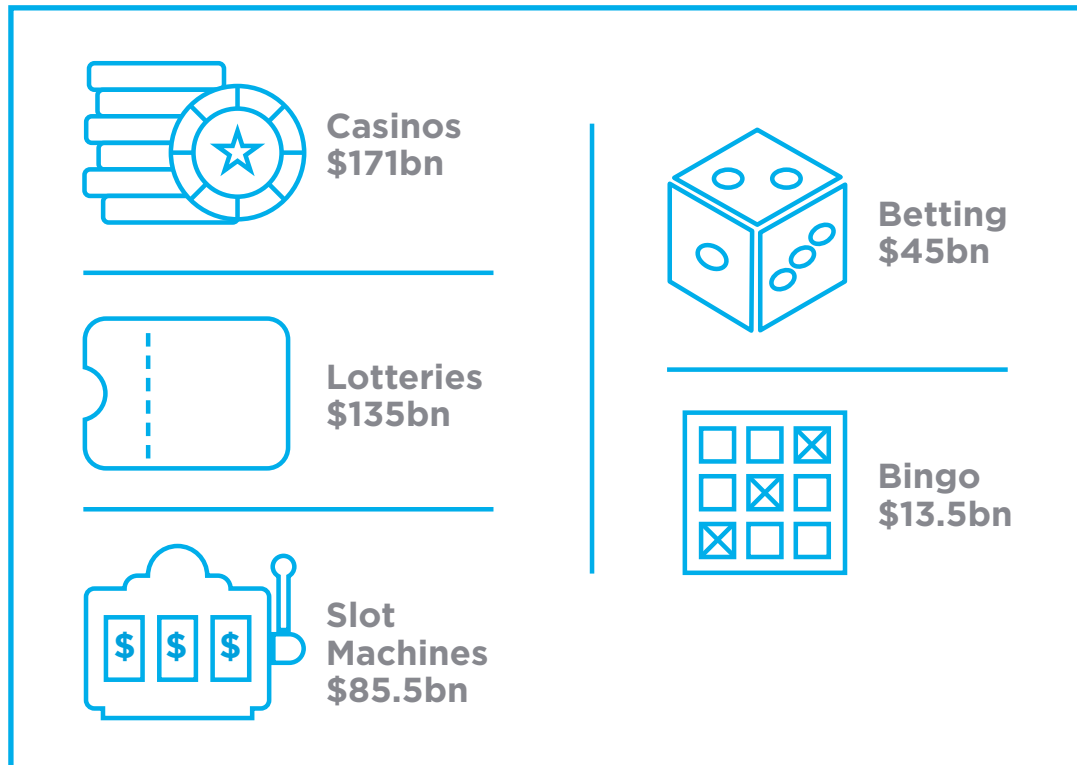 Casinos
$171bn
Lotteries
$135bn
$ $ $
Slot
Machines
$85.5bn
Betting
$45bn
Bingo
$13.5bn